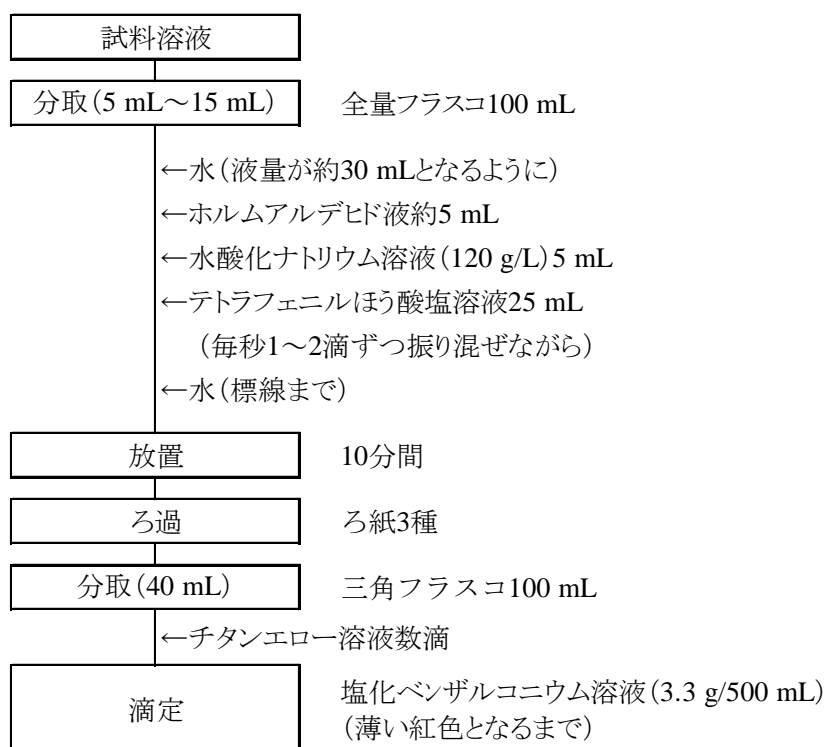 試料溶液
分取(5 mL～15 mL) 全量フラスコ100 mL
←水(液量が約30 mLとなるように)
←ホルムアルデヒド液約5 mL
←水酸化ナトリウム溶液(120 g/L)5 mL
←テトラフェニルほう酸塩溶液25 mL
(毎秒1～2滴ずつ振り混ぜながら)
←水(標線まで)
放置 10分間
ろ過 ろ紙3種
分取(40 mL) 三角フラスコ100 mL
←チタンエロー溶液数滴
滴定 塩化ベンザルコニウム溶液(3.3 g/500 mL)
(薄い紅色となるまで)